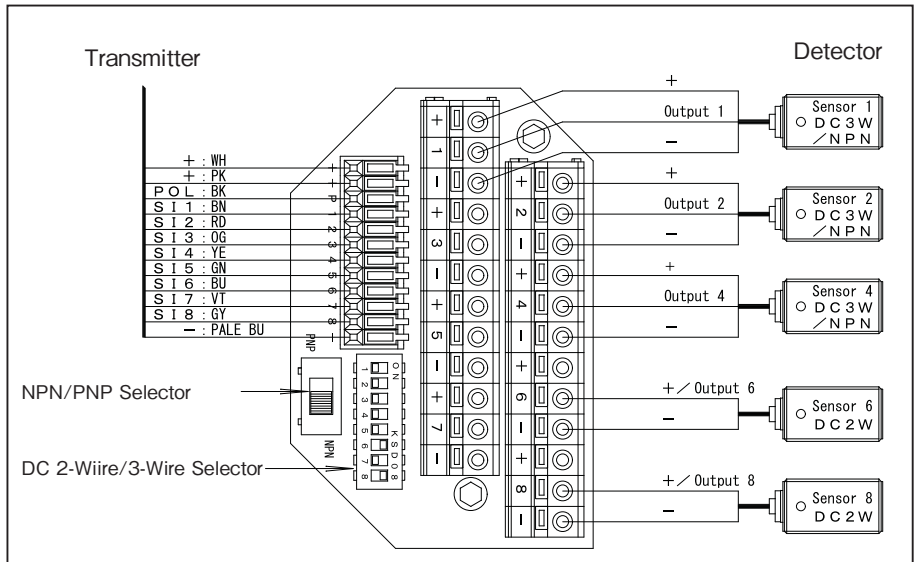 Transmitter
Detector
+ : WH
+ : PK
POL : BK
SI1 : BN
SI2 : RD
SI3 : OG
SI4 : YE
SI5 : GN
SI6 : BU
SI7 : VT
SI8 : GY
− : PALE BU
+
+
P
1
2
3
4
5
6
7
8
−
PNP
NPN
NPN/PNP Selector
DC 2-Wiire/3-Wire Selector
ON
1
2
3
4
5
6
7
8
KSD08
+
1
−
+
3
−
+
5
−
+
7
−
+
2
−
+
4
−
+
6
−
+
8
−
+
Output 1
−
Sensor 1
DC3W
/NPN
+
Output 2
−
Sensor 2
DC3W
/NPN
+
Output 4
−
Sensor 4
DC3W
/NPN
+/Output 6
−
Sensor 6
DC2W
+/Output 8
−
Sensor 8
DC2W